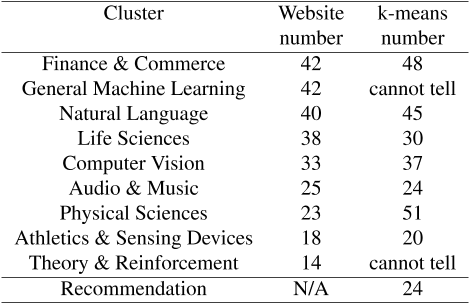 Cluster Website k-means
number number
Finance & Commerce 42 48
General Machine Learning 42 cannot tell
Natural Language 40 45
Life Sciences 38 30
Computer Vision 33 37
Audio & Music 25 24
Physical Sciences 23 51
Athletics & Sensing Devices 18 20
Theory & Reinforcement 14 cannot tell
Recommendation N/A 24